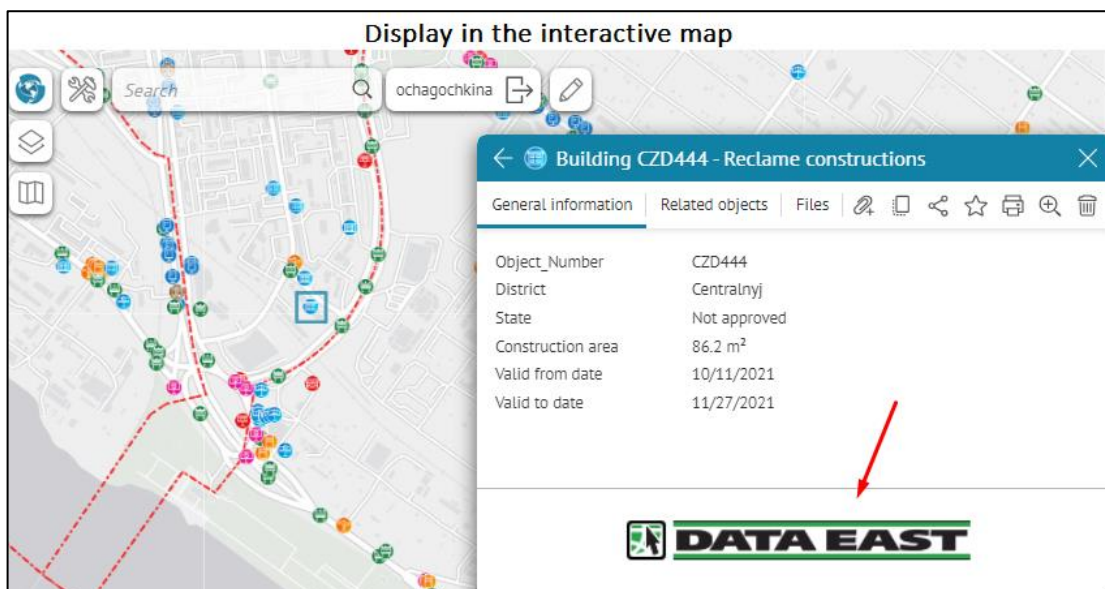 Display in the interactive map
Search
ochagochkina
Building CZD444 - Reclame constructions
General information Related objects Files
Object_Number CZD444
District Centralnyj
State Not approved
Construction area 86.2 m²
Valid from date 10/11/2021
Valid to date 11/27/2021
DATA EAST